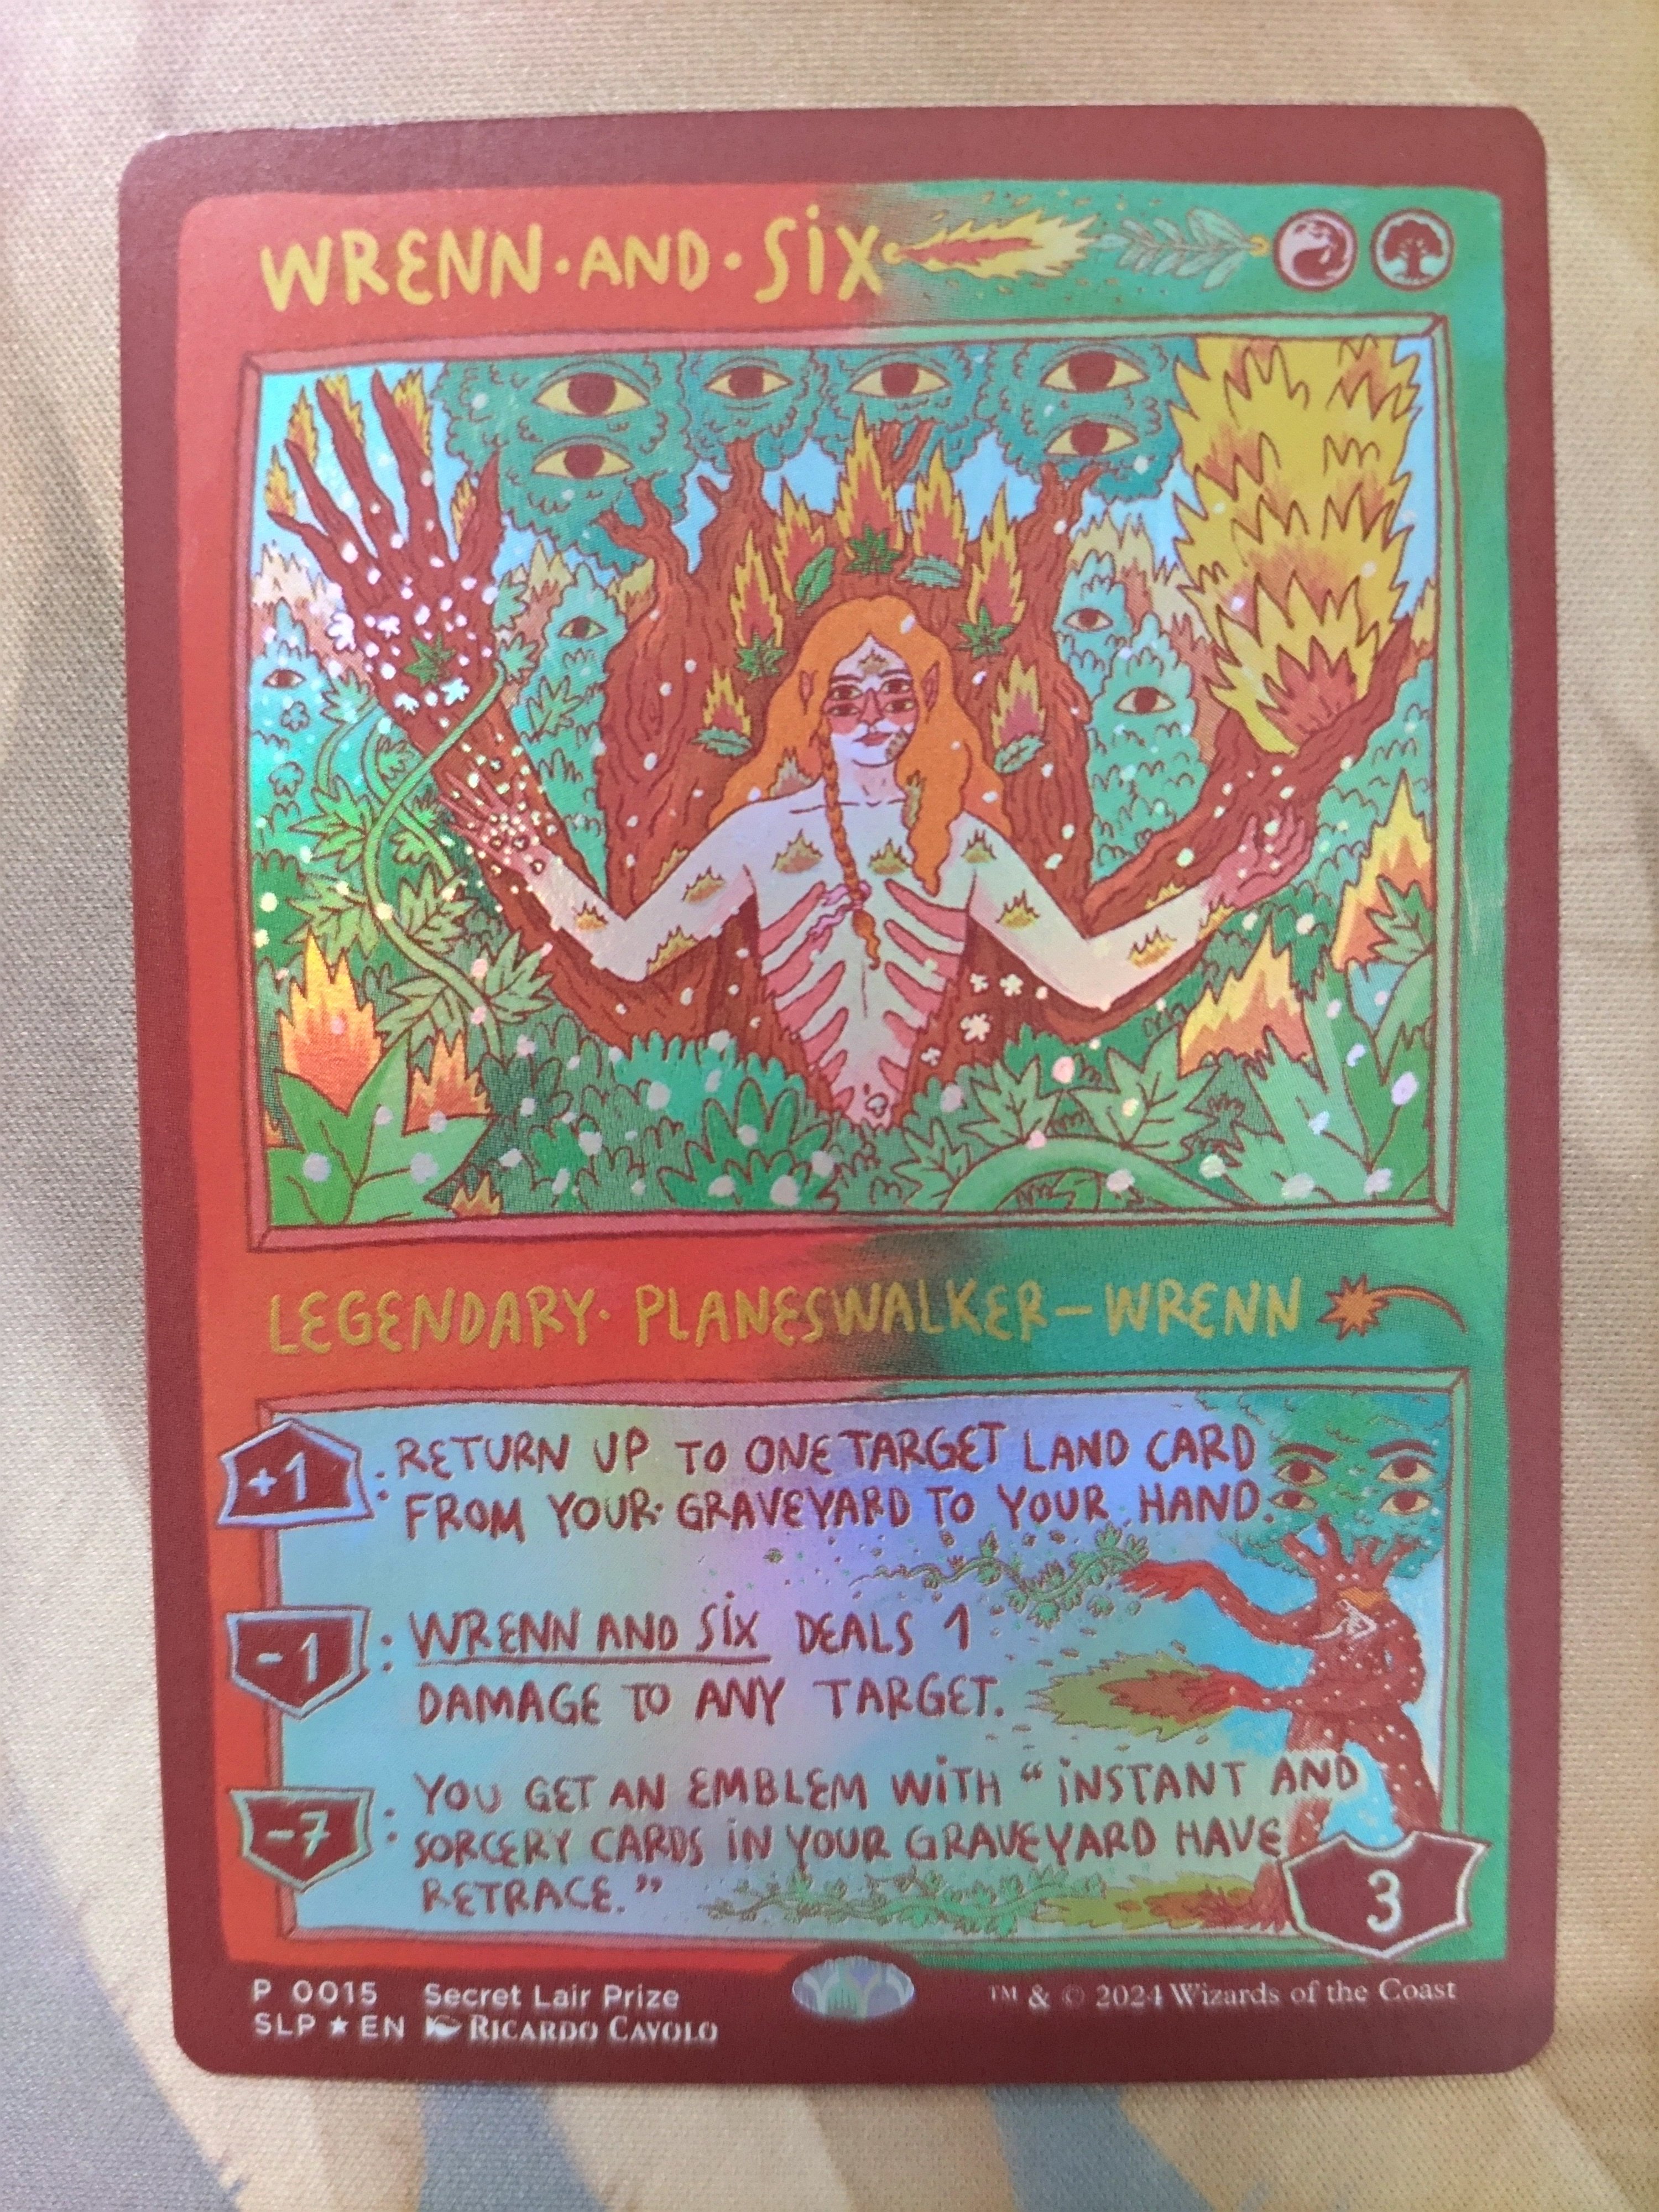 WRENN·AND·SiX
LEGENDARY· PLANESWALKER—WRENN
+1: RETURN UP TO ONE TARGET LAND CARD
FROM YOUR· GRAVEYARD TO YOUR HAND.
-1: WRENN AND SiX DEALS 1
DAMAGE TO ANY TARGET.
-7: YOU GET AN EMBLEM WITH “iNSTANT AND
SORCERY CARDS iN YOUR GRAVEYARD HAVE
RETRACE.”
3
P 0015 Secret Lair Prize
SLP ★ EN RICARDO CAVOLO
™ & © 2024 Wizards of the Coast